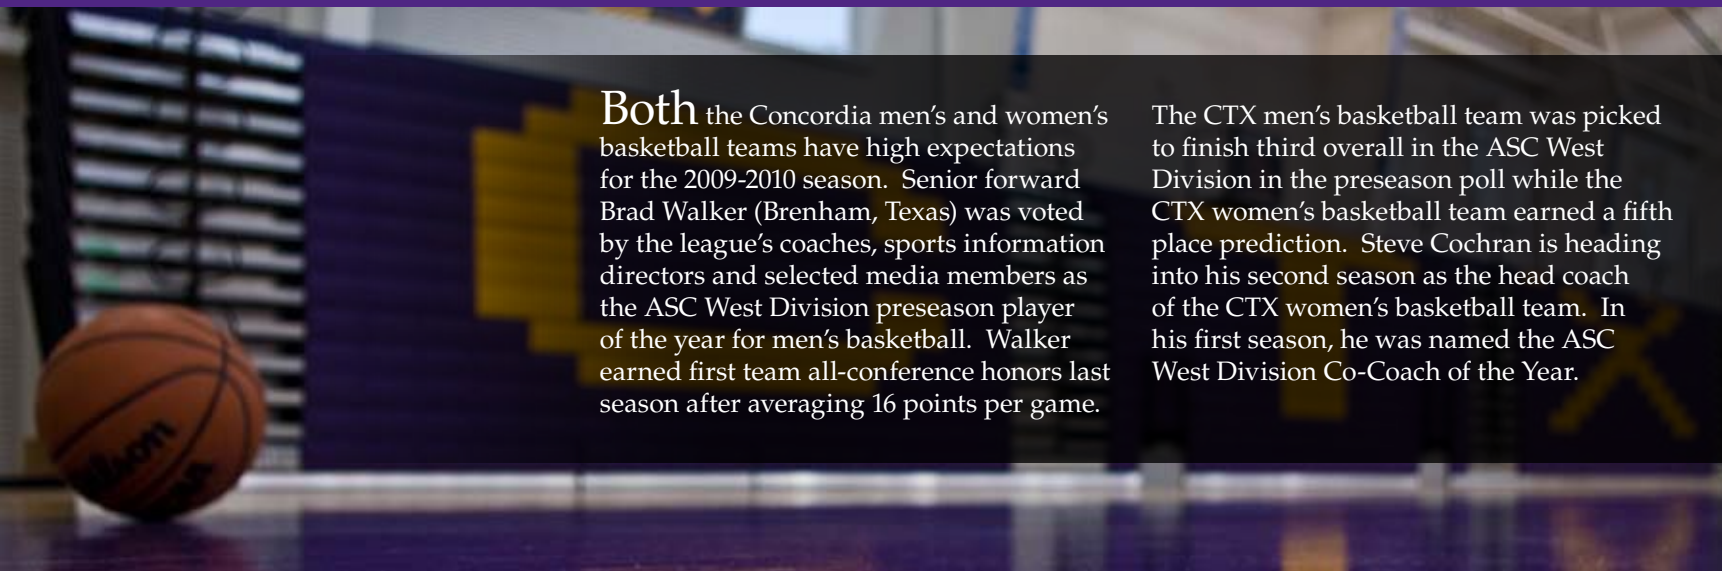 Both the Concordia men's and women's
basketball teams have high expectations
for the 2009-2010 season.  Senior forward
Brad Walker (Brenham, Texas) was voted
by the league's coaches, sports information
directors and selected media members as
the ASC West Division preseason player
of the year for men's basketball.  Walker
earned first team all-conference honors last
season after averaging 16 points per game.
The CTX men's basketball team was picked
to finish third overall in the ASC West
Division in the preseason poll while the
CTX women's basketball team earned a fifth
place prediction.  Steve Cochran is heading
into his second season as the head coach
of the CTX women's basketball team.  In
his first season, he was named the ASC
West Division Co-Coach of the Year.
CTX
Wilson